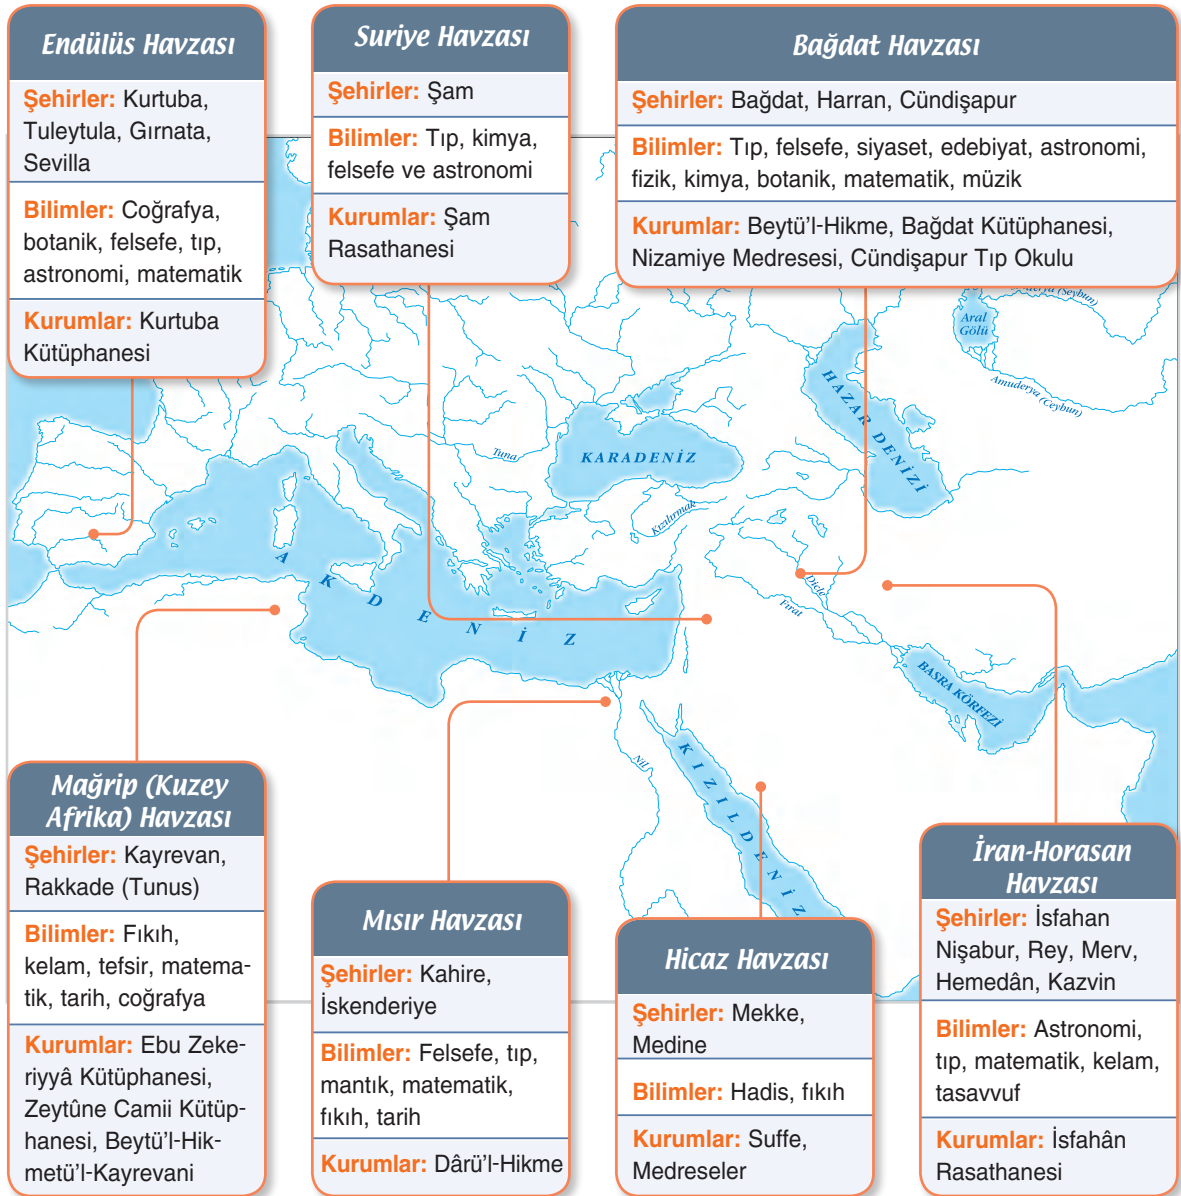 Endülüs Havzası
Şehirler: Kurtuba,
Tuleytula, Gırnata,
Sevilla
Bilimler: Coğrafya,
botanik, felsefe, tıp,
astronomi, matematik
Kurumlar: Kurtuba
Kütüphanesi
Suriye Havzası
Şehirler: Şam
Bilimler: Tıp, kimya,
felsefe ve astronomi
Kurumlar: Şam
Rasathanesi
Bağdat Havzası
Şehirler: Bağdat, Harran, Cündişapur
Bilimler: Tıp, felsefe, siyaset, edebiyat, astronomi,
fizik, kimya, botanik, matematik, müzik
Kurumlar: Beytü’l-Hikme, Bağdat Kütüphanesi,
Nizamiye Medresesi, Cündişapur Tıp Okulu
(Seyhun)
Aral
Gölü
Amuderya (Ceyhun)
HAZAR DENİZİ
KARADENİZ
Tuna
Kızılırmak
AKDENİZ
Dicle
Fırat
BASRA KÖRFEZİ
Nil
KIZILDENİZ
Mağrip (Kuzey
Afrika) Havzası
Şehirler: Kayrevan,
Rakkade (Tunus)
Bilimler: Fıkıh,
kelam, tefsir, matema-
tik, tarih, coğrafya
Kurumlar: Ebu Zeke-
riyyâ Kütüphanesi,
Zeytûne Camii Kütüp-
hanesi, Beytü’l-Hik-
metü’l-Kayrevani
Mısır Havzası
Şehirler: Kahire,
İskenderiye
Bilimler: Felsefe, tıp,
mantık, matematik,
fıkıh, tarih
Kurumlar: Dârü’l-Hikme
Hicaz Havzası
Şehirler: Mekke,
Medine
Bilimler: Hadis, fıkıh
Kurumlar: Suffe,
Medreseler
İran-Horasan
Havzası
Şehirler: İsfahan
Nişabur, Rey, Merv,
Hemedân, Kazvin
Bilimler: Astronomi,
tıp, matematik, kelam,
tasavvuf
Kurumlar: İsfahân
Rasathanesi